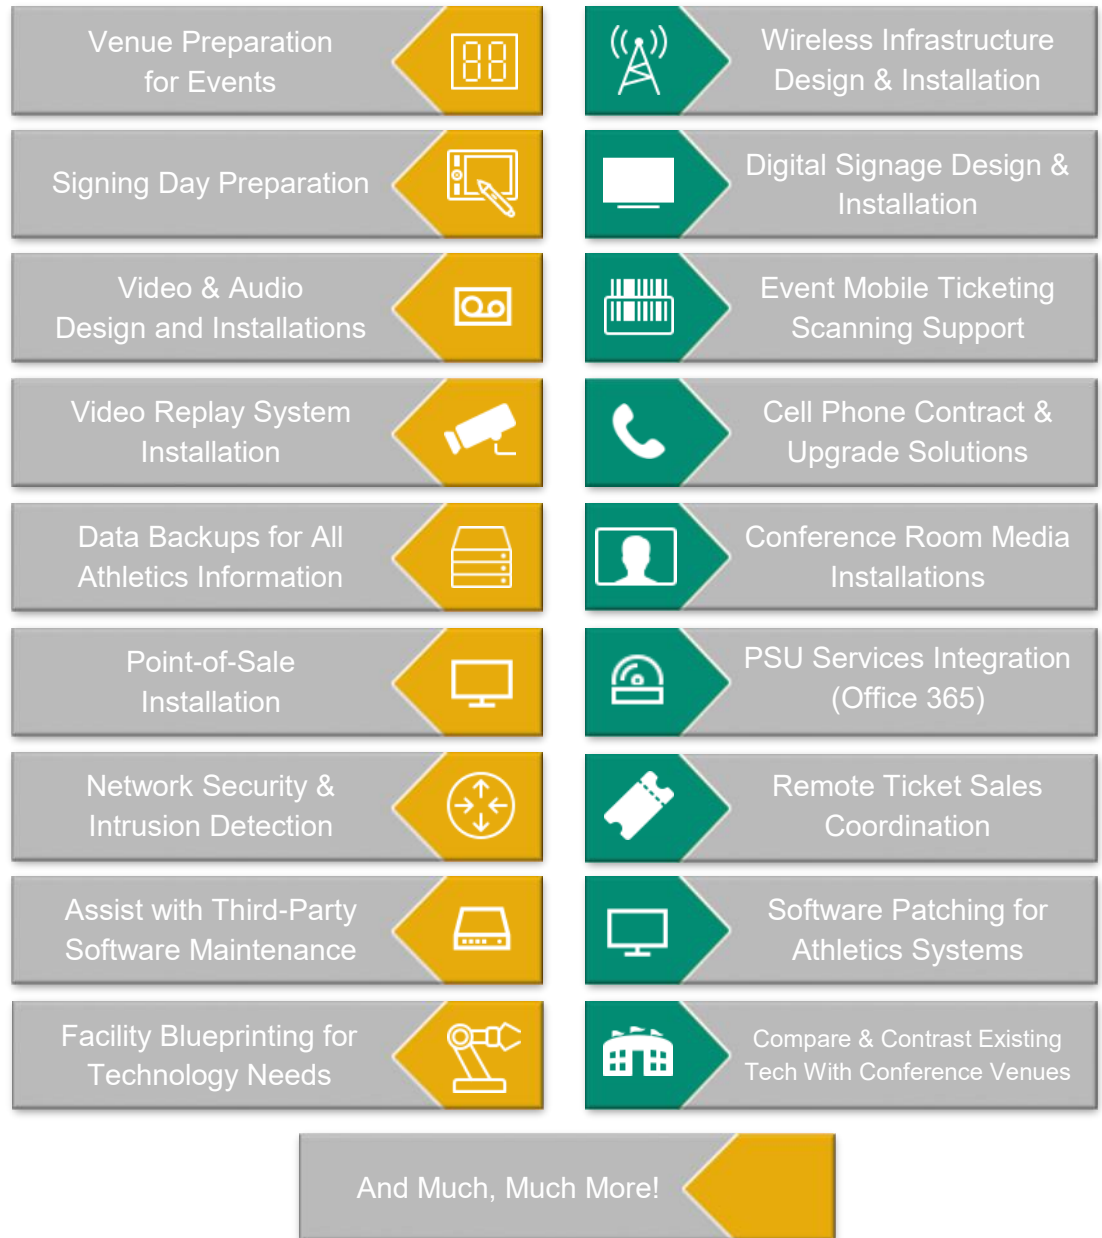 Venue Preparation
for Events
Wireless Infrastructure
Design & Installation
Signing Day Preparation
Digital Signage Design &
Installation
Video & Audio
Design and Installations
Event Mobile Ticketing
Scanning Support
Video Replay System
Installation
Cell Phone Contract &
Upgrade Solutions
Data Backups for All
Athletics Information
Conference Room Media
Installations
Point-of-Sale
Installation
PSU Services Integration
(Office 365)
Network Security &
Intrusion Detection
Remote Ticket Sales
Coordination
Assist with Third-Party
Software Maintenance
Software Patching for
Athletics Systems
Facility Blueprinting for
Technology Needs
Compare & Contrast Existing
Tech With Conference Venues
And Much, Much More!